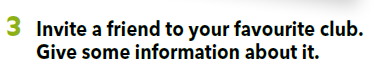 3 Invite a friend to your favourite club.
Give some information about it.